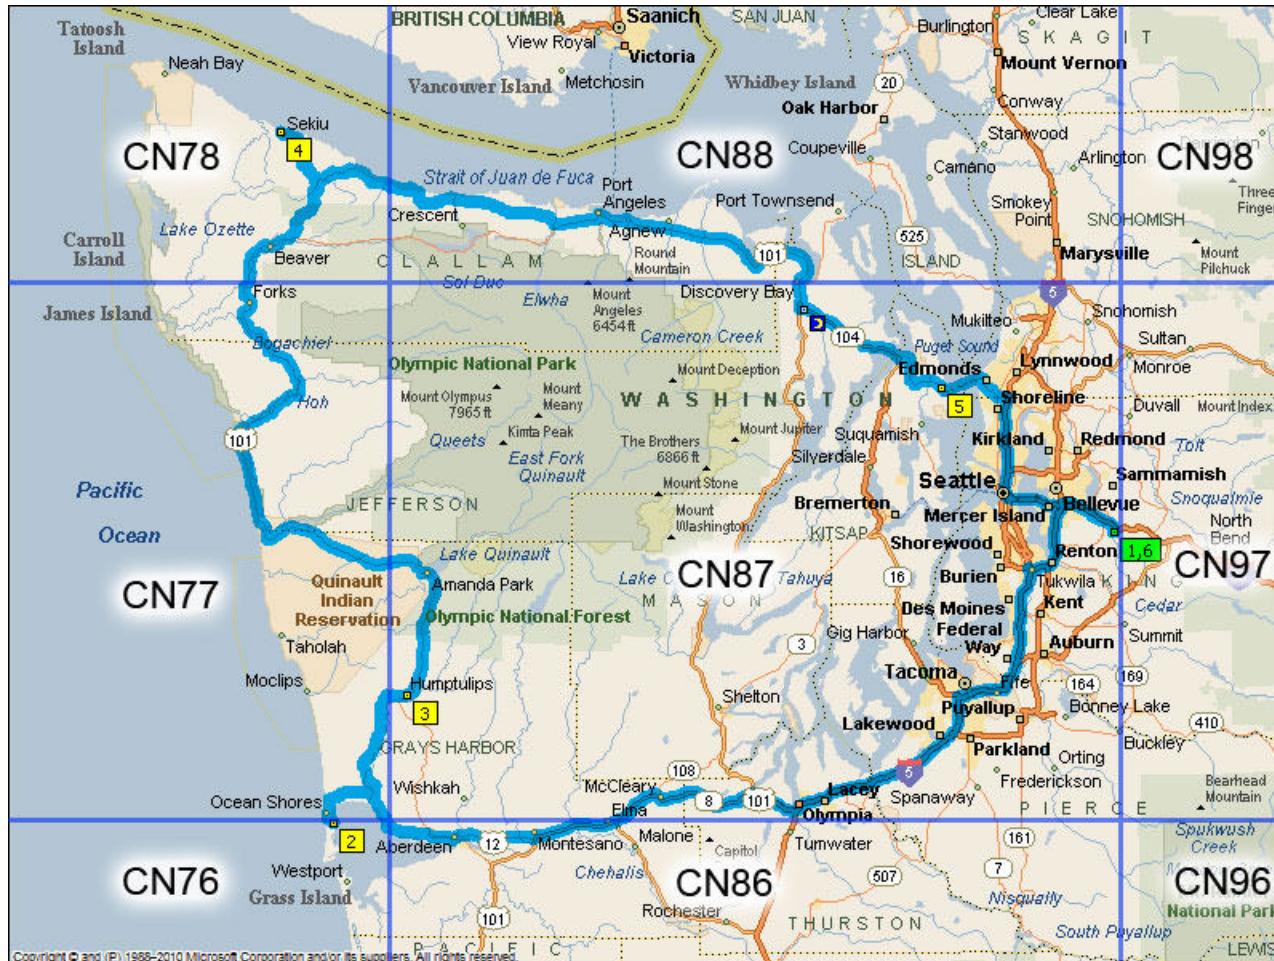 BRITISH COLUMBIA
Saanich
SAN JUAN
Clear Lake
Burlington
SKAGIT
Tatoosh
Island
View Royal
Victoria
Neah Bay
Mount Vernon
Vancouver Island
Metchosin
Whidbey Island
20
Oak Harbor
Conway
Sekiu
4
Stanwood
CN78
CN88
Coupeville
Arlington
CN98
Camano
Strait of Juan de Fuca
Port
Angeles
Port Townsend
Smokey
Point
Three
Finger
Crescent
SNOHOMISH
Lake Ozette
Agnew
525
Carroll
Island
Beaver
CLALLAM
Round
Mountain
101
ISLAND
Marysville
Mount
Pilchuck
Sol Duc
Forks
Elwha
Mount
Angeles
6454 ft
Discovery Bay
5
James Island
Mukilteo
Snohomish
Bogachiel
Cameron Creek
104
Puget Sound
Sultan
Olympic National Park
Edmonds
Lynnwood
Monroe
Mount Deception
Mount Olympus
7965 ft
Mount
Meany
WASHINGTON
5
Shoreline
Duvall
Mount Index
Hoh
101
Queets
Kimta Peak
The Brothers
6866 ft
Mount Jupiter
Suquamish
Kirkland
Redmond
Tolt
East Fork
Quinault
Silverdale
Sammamish
Pacific
Ocean
Mount Stone
Seattle
Snoqualmie
JEFFERSON
Mount
Washington
Bremerton
Mercer Island
Bellevue
North
Bend
KITSAP
Lake Quinault
Shorewood
Renton
1,6
CN97
CN77
Quinault
Indian
Reservation
Amanda Park
CN87
Tahuya
16
Burien
Tukwila
KING
MASON
Cedar
Olympic National Forest
Des Moines
Kent
Federal
Way
Summit
Taholah
3
Gig Harbor
Auburn
Moclips
Humptulips
Tacoma
Fife
164
169
3
Shelton
Puyallup
Bonney Lake
Lakewood
410
GRAYS HARBOR
Parkland
Buckley
McCleary
108
5
Orting
Wishkah
Frederickson
Bearhead
Mountain
Ocean Shores
8
101
Lacey
Spanaway
Elma
Olympia
PIERCE
2
Aberdeen
12
Montesano
Malone
Tumwater
161
Spukwush
Creek
Capitol
Westport
CN76
Chehalis
CN86
507
7
CN96
Grass Island
Nisqually
National Park
101
Rochester
THURSTON
South Puyallup
PACIFIC
LEWIS
Copyright © and (P) 1988–2010 Microsoft Corporation and/or its suppliers. All rights reserved.